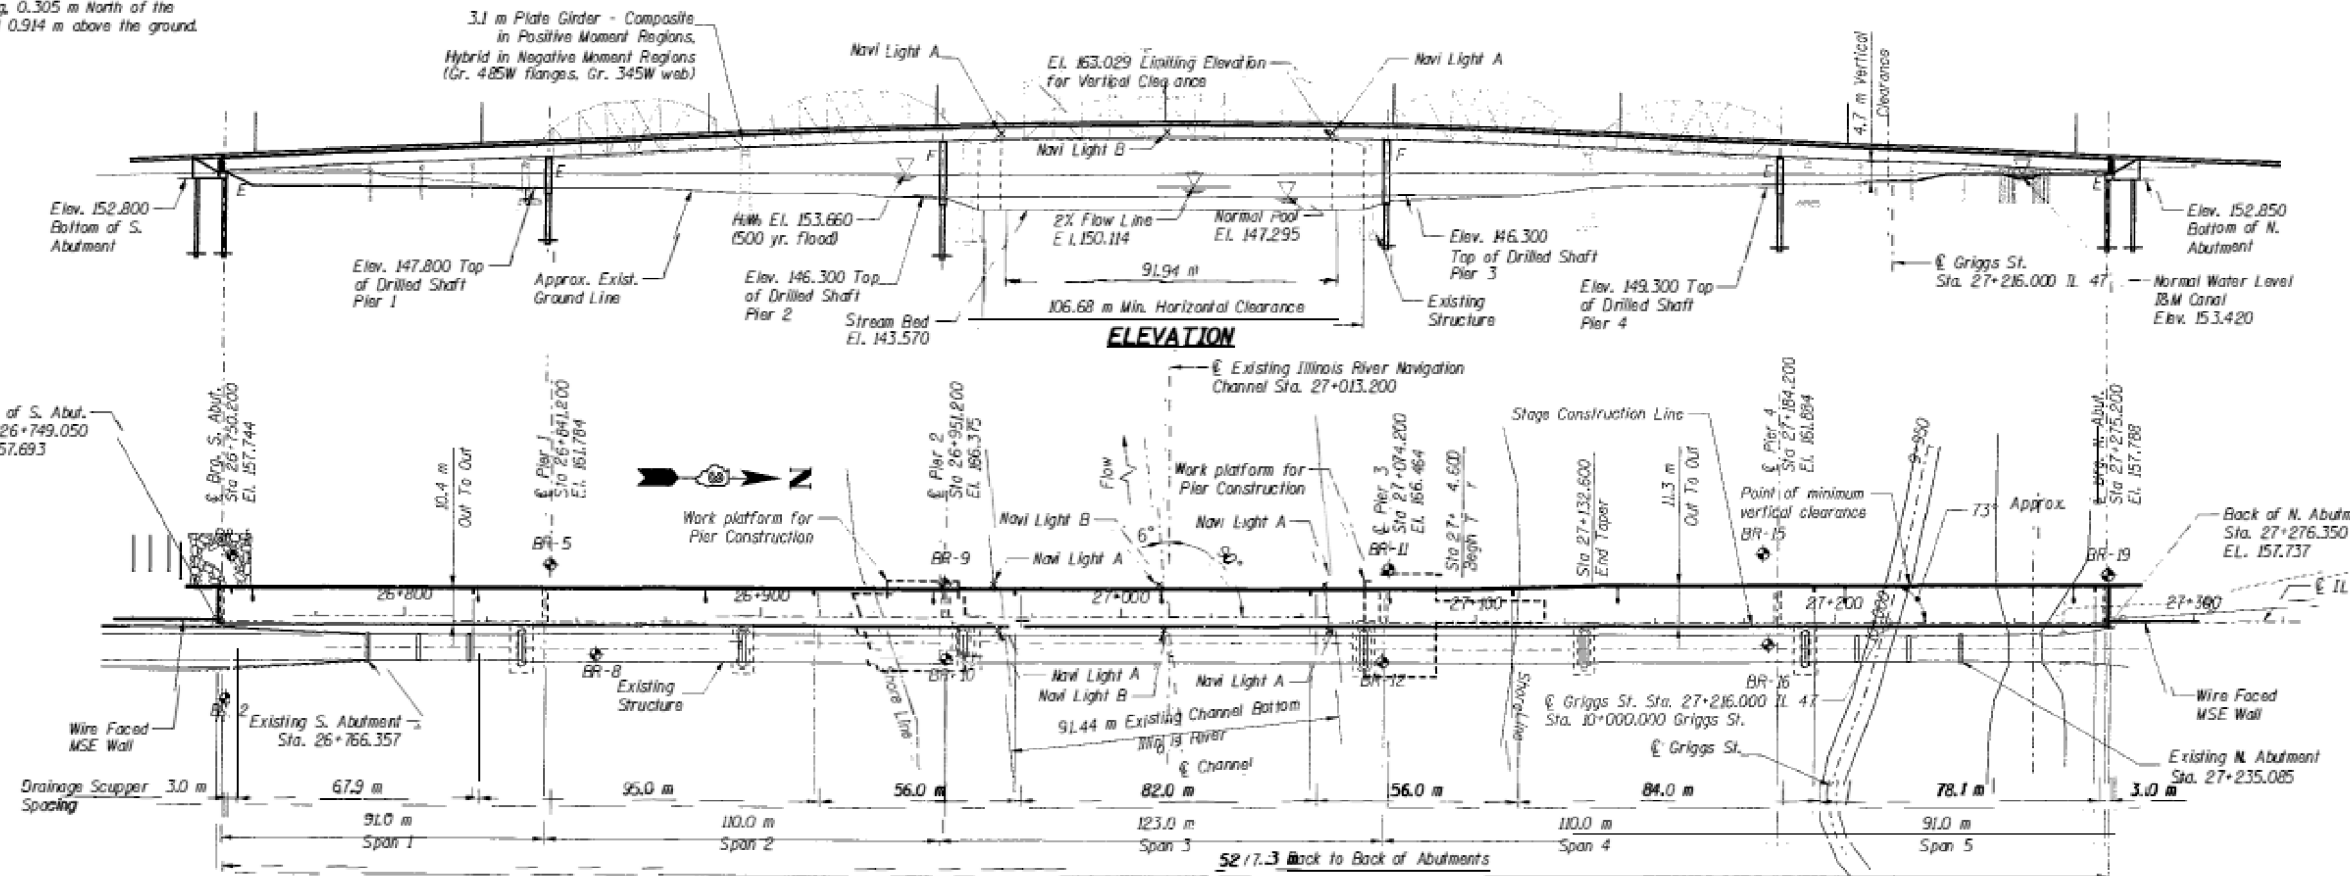 g, 0.305 m North of the
0.914 m above the ground.
3.1 m Plate Girder - Composite
in Positive Moment Regions,
Hybrid in Negative Moment Regions
(Gr. 485W flanges, Gr. 345W web)
Navi Light A
El. 163.029 Limiting Elevation
for Vertical Clearance
Navi Light A
4.7 m Vertical
Clearance
Navi Light B
E
E
F
F
E
E
Elev. 152.800
Bottom of S.
Abutment
Elev. 147.800 Top
of Drilled Shaft
Pier 1
Approx. Exist.
Ground Line
H.W. El. 153.660
(500 yr. flood)
Elev. 146.300 Top
of Drilled Shaft
Pier 2
Stream Bed
El. 143.570
2% Flow Line
El. 150.114
Normal Pool
El. 147.295
91.94 m
106.68 m Min. Horizontal Clearance
Elev. 146.300
Top of Drilled Shaft
Pier 3
Existing
Structure
Elev. 149.300 Top
of Drilled Shaft
Pier 4
℄ Griggs St.
Sta. 27+216.000 IL 47
Elev. 152.850
Bottom of N.
Abutment
Normal Water Level
I&M Canal
Elev. 153.420
ELEVATION
℄ Existing Illinois River Navigation
Channel Sta. 27+013.200
of S. Abut.
26+749.050
57.693
℄ Brg. S. Abut.
Sta 26+750.200
El. 157.744
10.4 m
Out To Out
℄ Pier 1
Sta 26+841.200
El. 161.784
N
℄ Pier 2
Sta 26+951.200
El. 166.375
Flow
Work platform for
Pier Construction
℄ Pier 3
Sta 27+074.200
El. 166.464
Stage Construction Line
Sta 27+132.600
End Taper
11.3 m
Out To Out
℄ Pier 4
Sta 27+184.200
El. 161.884
Point of minimum
vertical clearance
9+950
73°
Approx.
℄ Brg. N. Abut.
Sta 27+275.200
El. 157.788
Back of N. Abutm
Sta. 27+276.350
EL. 157.737
Work platform for
Pier Construction
Navi Light B
Navi Light A
Navi Light A
6°
BR-5
BR-9
BR-11
BR-15
BR-19
26+800
26+900
27+000
27+100
27+200
27+300
℄ IL
BR-8
BR-10
BR-12
BR-16
Existing
Structure
Navi Light A
Navi Light B
Navi Light A
Wire Faced
MSE Wall
Existing S. Abutment
Sta. 26+766.357
hore Line
91.44 m Existing Channel Bottom
River
℄ Channel
Shore Line
℄ Griggs St. Sta. 27+216.000 IL 47
Sta. 10+000.000 Griggs St.
℄ Griggs St.
Wire Faced
MSE Wall
Existing N. Abutment
Sta. 27+235.085
Drainage Scupper
Spacing
3.0 m
67.9 m
95.0 m
56.0 m
82.0 m
56.0 m
84.0 m
78.1 m
3.0 m
91.0 m
110.0 m
123.0 m
110.0 m
91.0 m
Span 1
Span 2
Span 3
Span 4
Span 5
Back to Back of Abutments